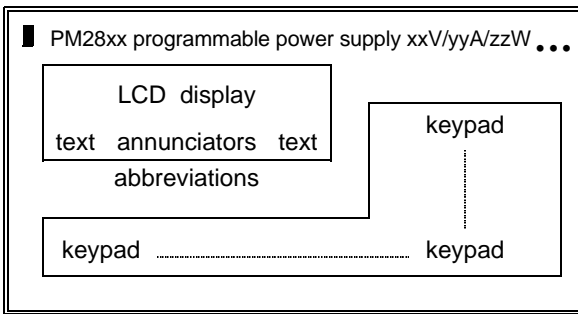 PM28xx programmable power supply xxV/yyA/zzW...
LCD display
text annunciators text
abbreviations
keypad
keypad keypad